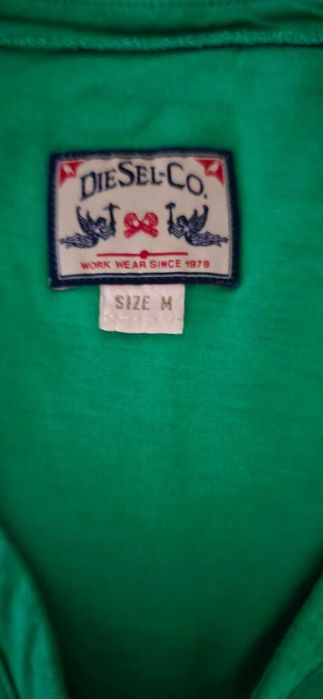 DIESEL-CO.
WORK WEAR SINCE 1978
SIZE M